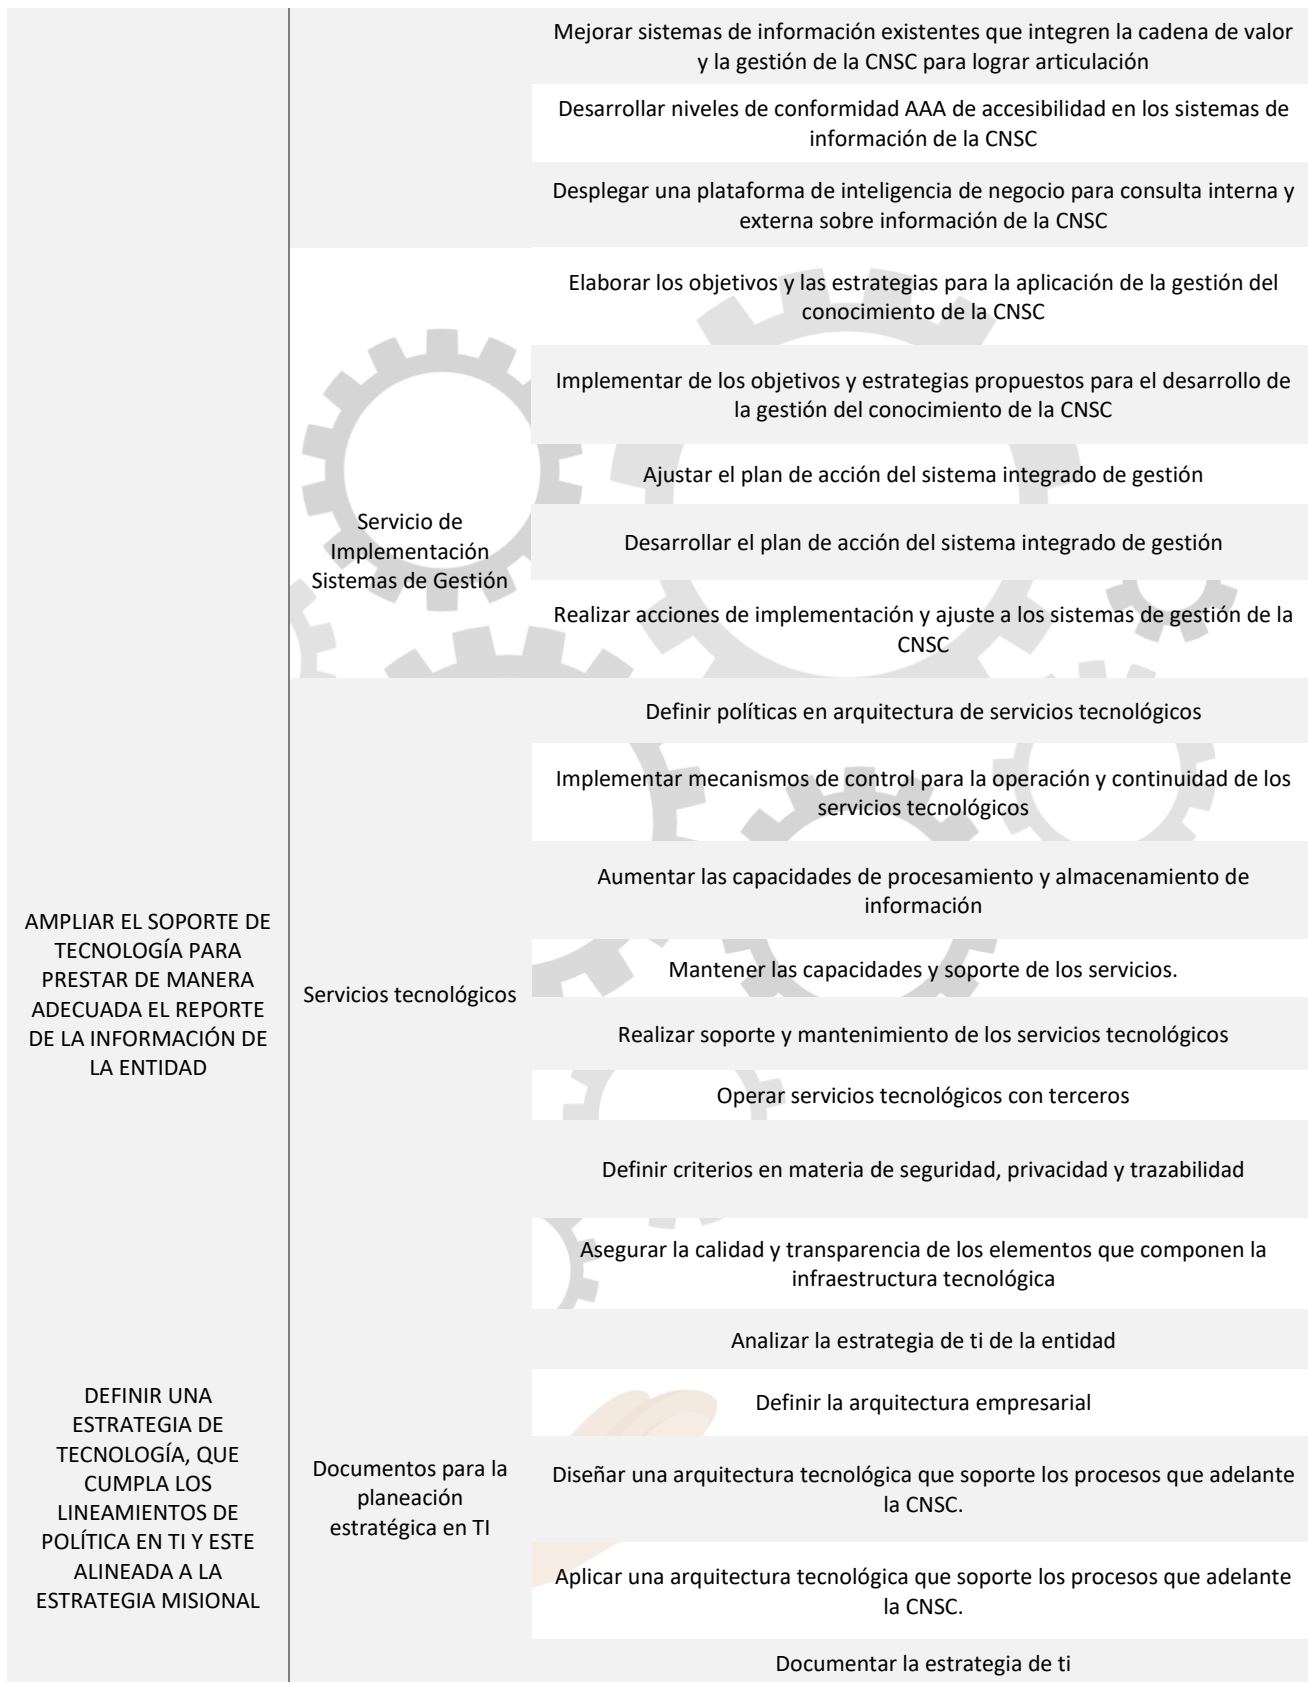 Mejorar sistemas de información existentes que integren la cadena de valor
y la gestión de la CNSC para lograr articulación
Desarrollar niveles de conformidad AAA de accesibilidad en los sistemas de
información de la CNSC
Desplegar una plataforma de inteligencia de negocio para consulta interna y
externa sobre información de la CNSC
Servicio de
Implementación
Sistemas de Gestión
Elaborar los objetivos y las estrategias para la aplicación de la gestión del
conocimiento de la CNSC
Implementar de los objetivos y estrategias propuestos para el desarrollo de
la gestión del conocimiento de la CNSC
Ajustar el plan de acción del sistema integrado de gestión
Desarrollar el plan de acción del sistema integrado de gestión
Realizar acciones de implementación y ajuste a los sistemas de gestión de la
CNSC
AMPLIAR EL SOPORTE DE
TECNOLOGÍA PARA
PRESTAR DE MANERA
ADECUADA EL REPORTE
DE LA INFORMACIÓN DE
LA ENTIDAD
Servicios tecnológicos
Definir políticas en arquitectura de servicios tecnológicos
Implementar mecanismos de control para la operación y continuidad de los
servicios tecnológicos
Aumentar las capacidades de procesamiento y almacenamiento de
información
Mantener las capacidades y soporte de los servicios.
Realizar soporte y mantenimiento de los servicios tecnológicos
Operar servicios tecnológicos con terceros
Definir criterios en materia de seguridad, privacidad y trazabilidad
Asegurar la calidad y transparencia de los elementos que componen la
infraestructura tecnológica
DEFINIR UNA
ESTRATEGIA DE
TECNOLOGÍA, QUE
CUMPLA LOS
LINEAMIENTOS DE
POLÍTICA EN TI Y ESTE
ALINEADA A LA
ESTRATEGIA MISIONAL
Documentos para la
planeación
estratégica en TI
Analizar la estrategia de ti de la entidad
Definir la arquitectura empresarial
Diseñar una arquitectura tecnológica que soporte los procesos que adelante
la CNSC.
Aplicar una arquitectura tecnológica que soporte los procesos que adelante
la CNSC.
Documentar la estrategia de ti